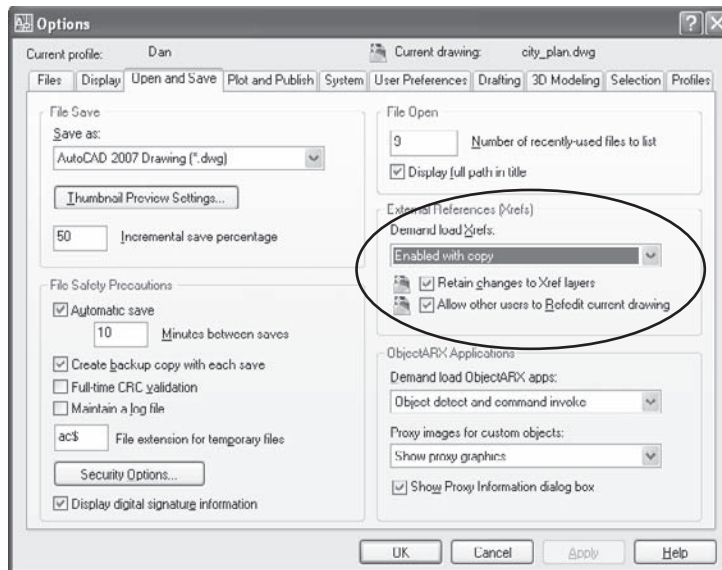 Options
Current profile: Dan
Current drawing: city_plan.dwg
Files Display Open and Save Plot and Publish System User Preferences Drafting 3D Modeling Selection Profiles
File Save
Save as:
AutoCAD 2007 Drawing (*.dwg)
Thumbnail Preview Settings...
50 Incremental save percentage
File Safety Precautions
Automatic save
10 Minutes between saves
Create backup copy with each save
Full-time CRC validation
Maintain a log file
ac$ File extension for temporary files
Security Options...
Display digital signature information
File Open
9 Number of recently-used files to list
Display full path in title
External References (Xrefs)
Demand load Xrefs:
Enabled with copy
Retain changes to Xref layers
Allow other users to Refedit current drawing
ObjectARX Applications
Demand load ObjectARX apps:
Object detect and command invoke
Proxy images for custom objects:
Show proxy graphics
Show Proxy Information dialog box
OK Cancel Apply Help